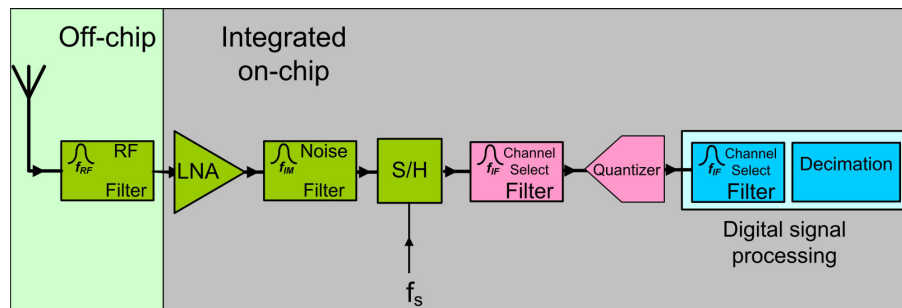 Off-chip
Integrated
on-chip
RF
f_RF
Filter
LNA
Noise
f_IM
Filter
S/H
f_s
Channel
f_IF Select
Filter
Quantizer
Channel
f_IF Select
Filter
Decimation
Digital signal
processing